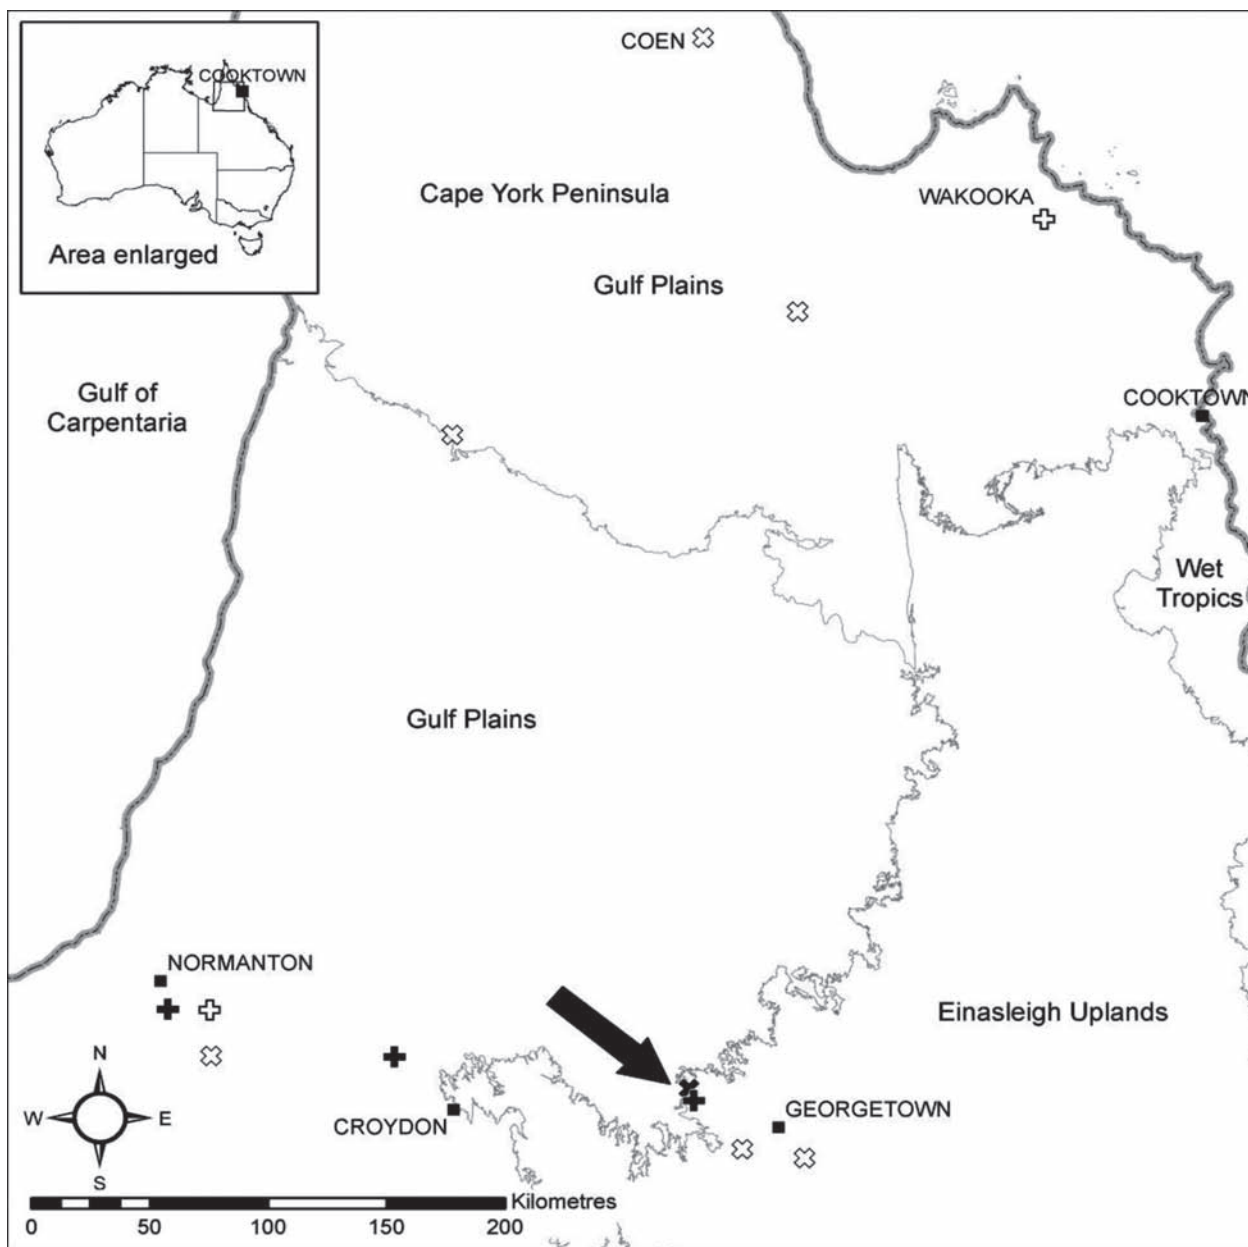 COOKTOWN
Area enlarged
COEN
Cape York Peninsula
WAKOOKA
Gulf Plains
Gulf of
Carpentaria
COOKTOWN
Wet
Tropics
Gulf Plains
NORMANTON
Einasleigh Uplands
N
W
E
S
CROYDON
GEORGETOWN
Kilometres
0 50 100 150 200